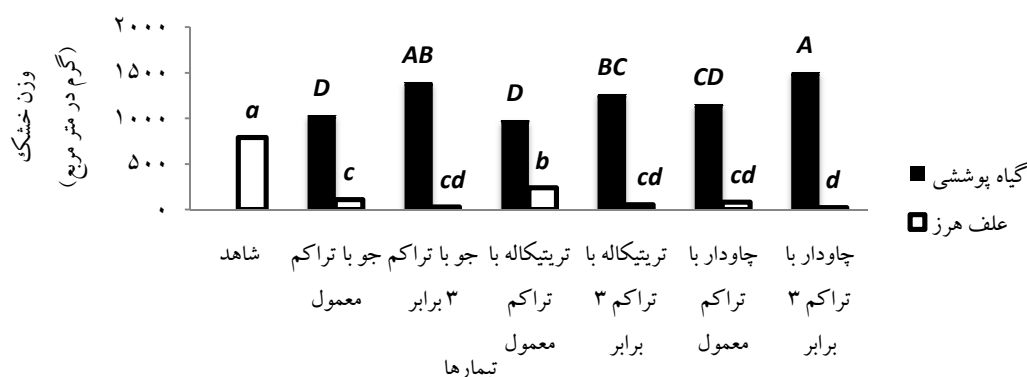 وزن خشک
(گرم در متر مربع)
۲۰۰۰
۱۵۰۰
۱۰۰۰
۵۰۰
۰
a
D
c
AB
cd
D
b
BC
cd
CD
cd
A
d
شاهد
جو با تراکم
معمول
جو با تراکم
۳ برابر
تریتیکاله با
تراکم
معمول
تریتیکاله با
تراکم ۳
برابر
چاودار با
تراکم
معمول
چاودار با
تراکم ۳
برابر
تیمارها
گیاه پوششی
علف هرز